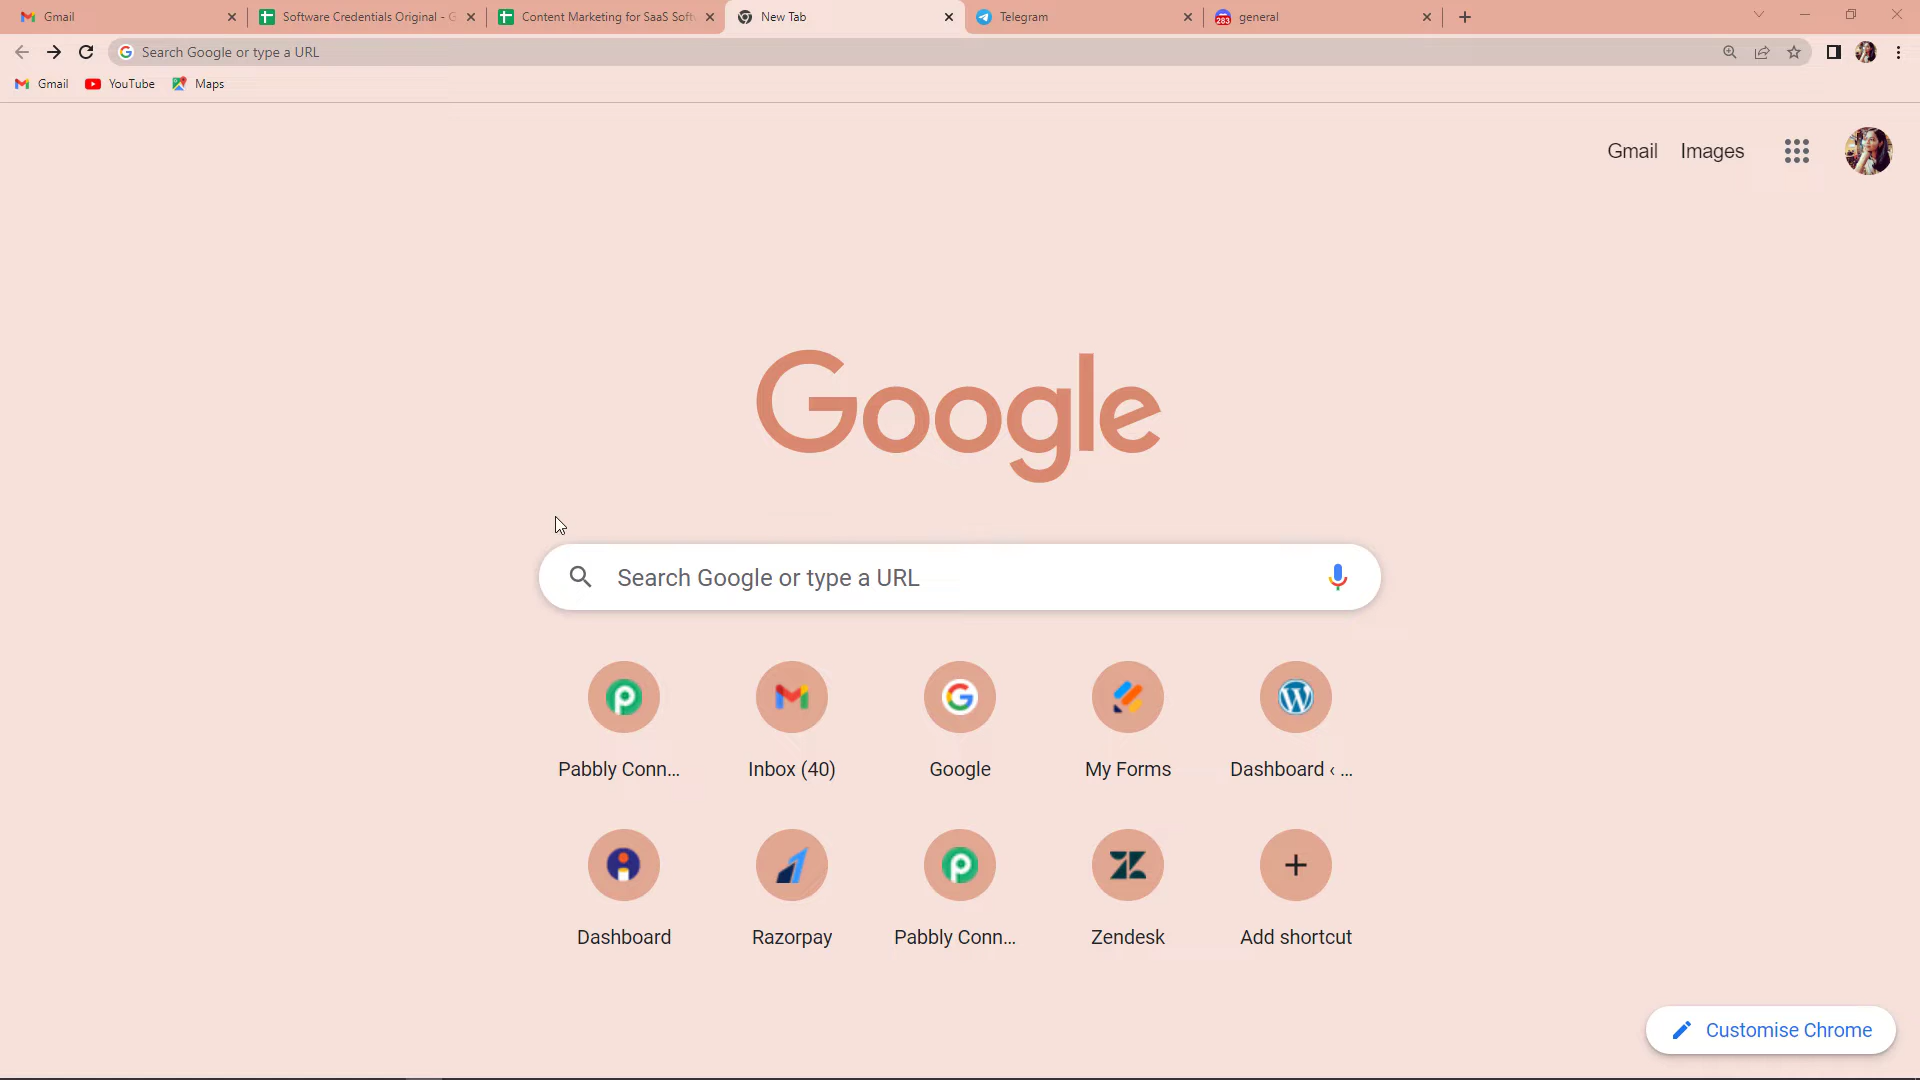 Gmail
Software Credentials Original - G
Content Marketing for SaaS Soft
New Tab
Telegram
283
general
Search Google or type a URL
Gmail
YouTube
Maps
Gmail
Images
Google
Search Google or type a URL
Pabbly Conn...
Inbox (40)
Google
My Forms
Dashboard ‹ ...
Dashboard
Razorpay
Pabbly Conn...
Zendesk
Add shortcut
Customise Chrome